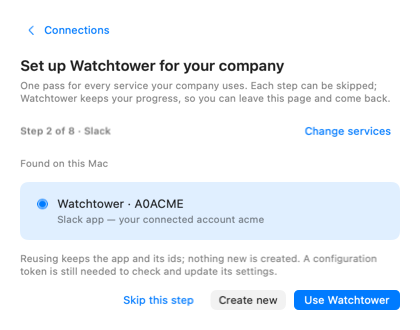 Connections
Set up Watchtower for your company
One pass for every service your company uses. Each step can be skipped;
Watchtower keeps your progress, so you can leave this page and come back.
Step 2 of 8 · Slack
Change services
Found on this Mac
Watchtower · A0ACME
Slack app — your connected account acme
Reusing keeps the app and its ids; nothing new is created. A configuration
token is still needed to check and update its settings.
Skip this step
Create new
Use Watchtower